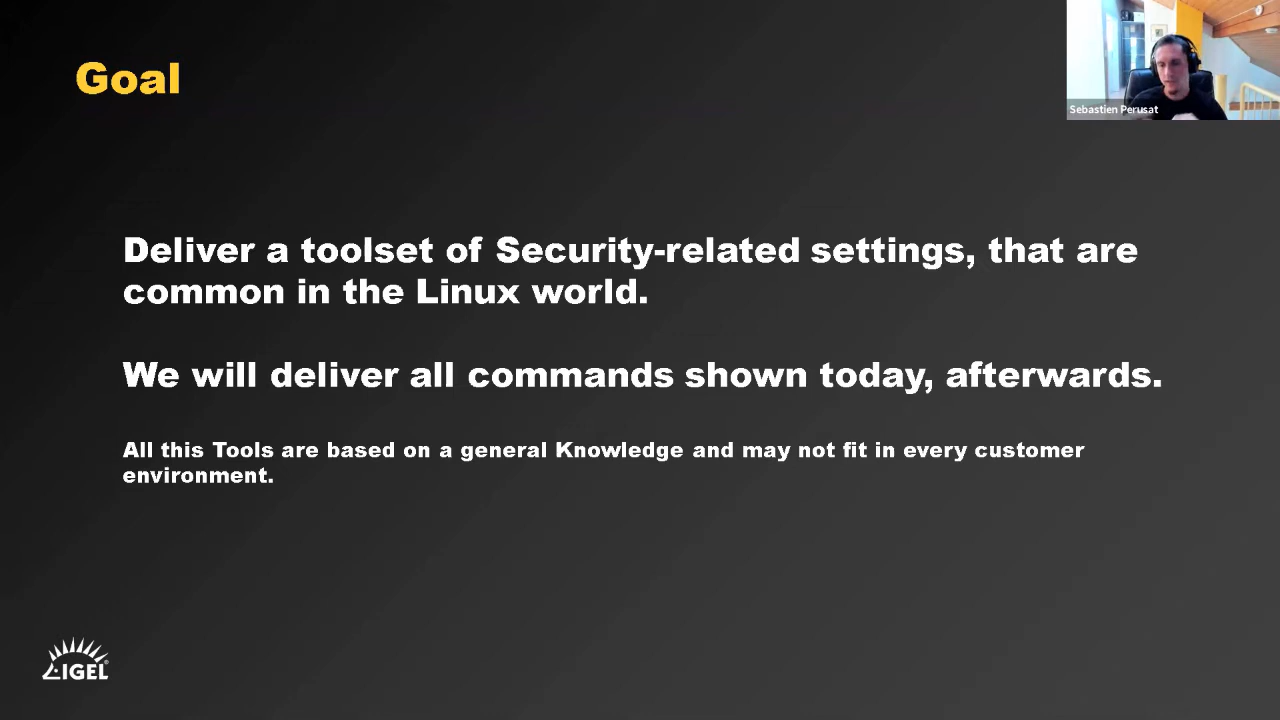 Goal
Sebastien Perusat
Deliver a toolset of Security-related settings, that are
common in the Linux world.
We will deliver all commands shown today, afterwards.
All this Tools are based on a general Knowledge and may not fit in every customer
environment.
IGEL®